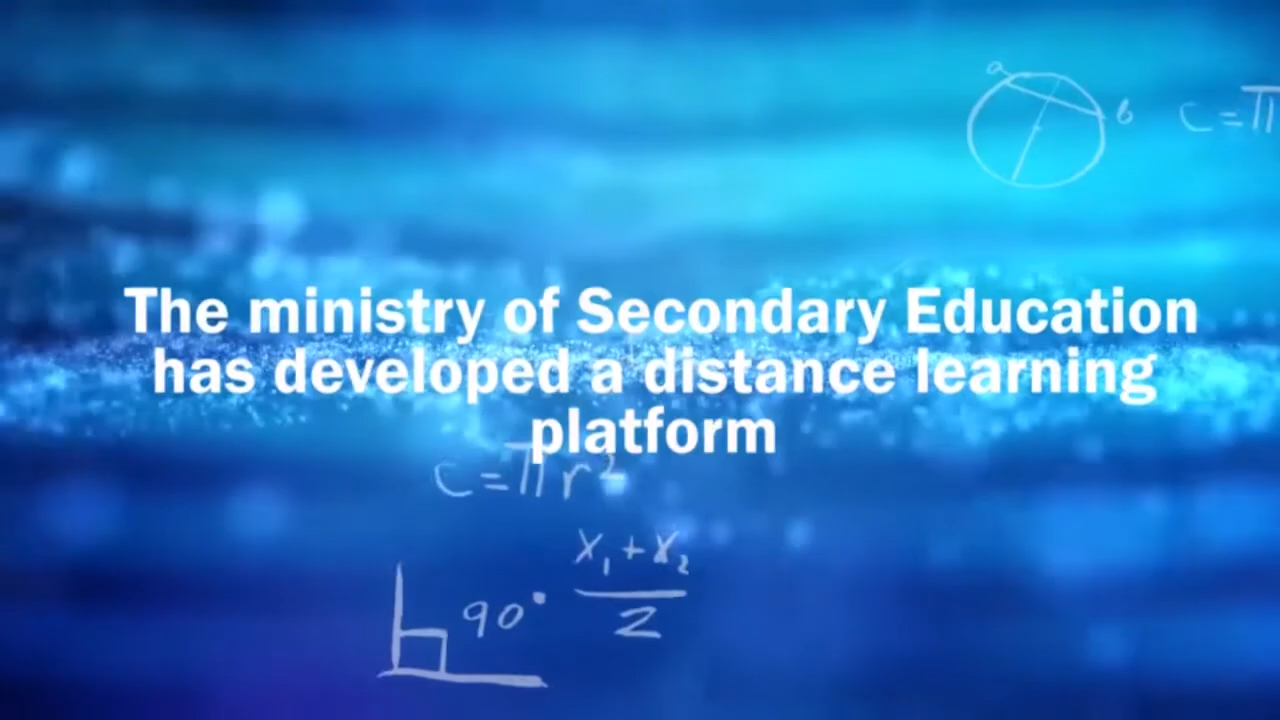 a
b
c=π
The ministry of Secondary Education
has developed a distance learning
platform
c=πr²
x₁+x₂
2
90°